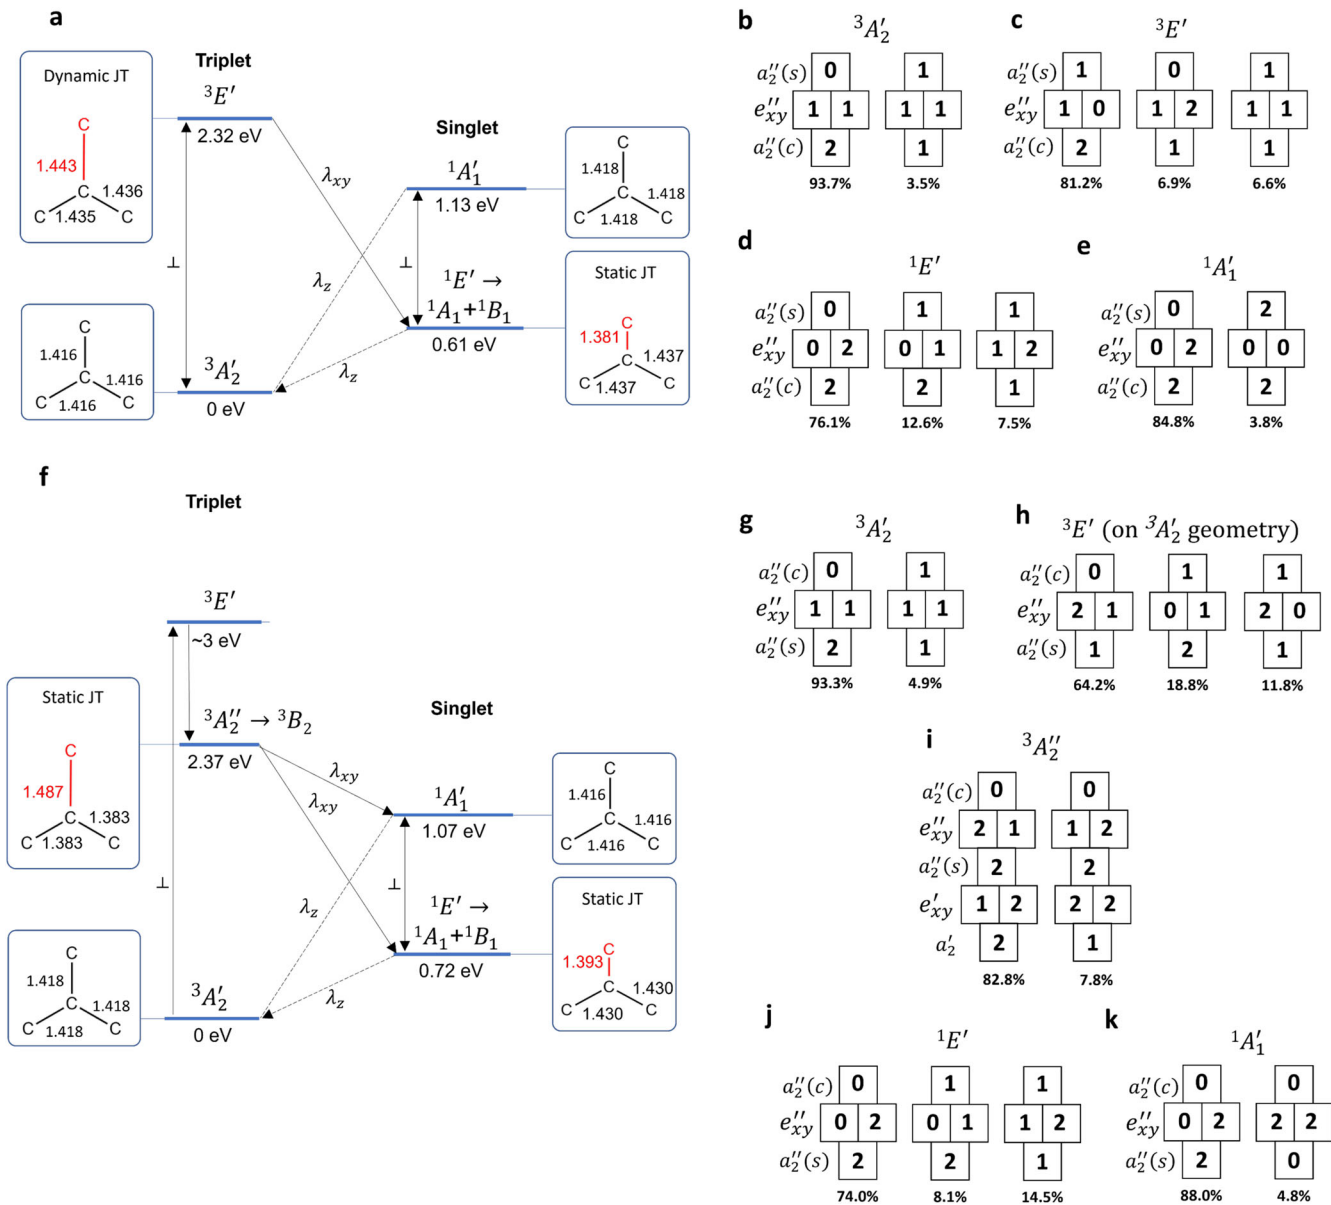 a
Triplet
Dynamic JT
C
1.443
C
1.436
1.435
C
C
³E′
2.32 eV
λxy
⊥
Singlet
¹A′₁
1.13 eV
C
1.418
C
1.418
1.418
C
C
λz
⊥
¹E′ →
¹A₁+¹B₁
0.61 eV
Static JT
C
1.381
C
1.437
1.437
C
C
λz
C
1.416
C
1.416
1.416
C
C
³A′₂
0 eV
b
³A′₂
a″₂(s) 0 1
e″xy 1 1 1 1
a″₂(c) 2 1
93.7% 3.5%
c
³E′
a″₂(s) 1 0 1
e″xy 1 0 1 2 1 1
a″₂(c) 2 1 1
81.2% 6.9% 6.6%
d
¹E′
a″₂(s) 0 1 1
e″xy 0 2 0 1 1 2
a″₂(c) 2 2 1
76.1% 12.6% 7.5%
e
¹A′₁
a″₂(s) 0 2
e″xy 0 2 0 0
a″₂(c) 2 2
84.8% 3.8%
f
Triplet
³E′
~3 eV
Static JT
C
1.487
C
1.383
1.383
C
C
³A″₂ → ³B₂
2.37 eV
λxy
λxy
⊥
Singlet
¹A′₁
1.07 eV
C
1.416
C
1.416
1.416
C
C
λz
⊥
¹E′ →
¹A₁+¹B₁
0.72 eV
Static JT
C
1.393
C
1.430
1.430
C
C
λz
C
1.418
C
1.418
1.418
C
C
³A′₂
0 eV
g
³A′₂
a″₂(c) 0 1
e″xy 1 1 1 1
a″₂(s) 2 1
93.3% 4.9%
h
³E′ (on ³A′₂ geometry)
a″₂(c) 0 1 1
e″xy 2 1 0 1 2 0
a″₂(s) 1 2 1
64.2% 18.8% 11.8%
i
³A″₂
a″₂(c) 0 0
e″xy 2 1 1 2
a″₂(s) 2 2
e′xy 1 2 2 2
a′₂ 2 1
82.8% 7.8%
j
¹E′
a″₂(c) 0 1 1
e″xy 0 2 0 1 1 2
a″₂(s) 2 2 1
74.0% 8.1% 14.5%
k
¹A′₁
a″₂(c) 0 0
e″xy 0 2 2 2
a″₂(s) 2 0
88.0% 4.8%